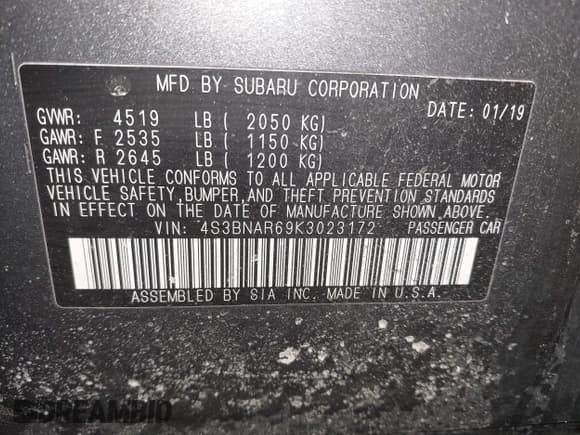 MFD BY SUBARU CORPORATION
GVWR: 4519 LB ( 2050 KG) DATE: 01/19
GAWR: F 2535 LB ( 1150 KG)
GAWR: R 2645 LB ( 1200 KG)
THIS VEHICLE CONFORMS TO ALL APPLICABLE FEDERAL MOTOR
VEHICLE SAFETY,BUMPER,AND THEFT PREVENTION STANDARDS
IN EFFECT ON THE DATE OF MANUFACTURE SHOWN ABOVE.
VIN: 4S3BNAR69K3023172 PASSENGER CAR
ASSEMBLED BY SIA INC. MADE IN U.S.A.
DREAMBID